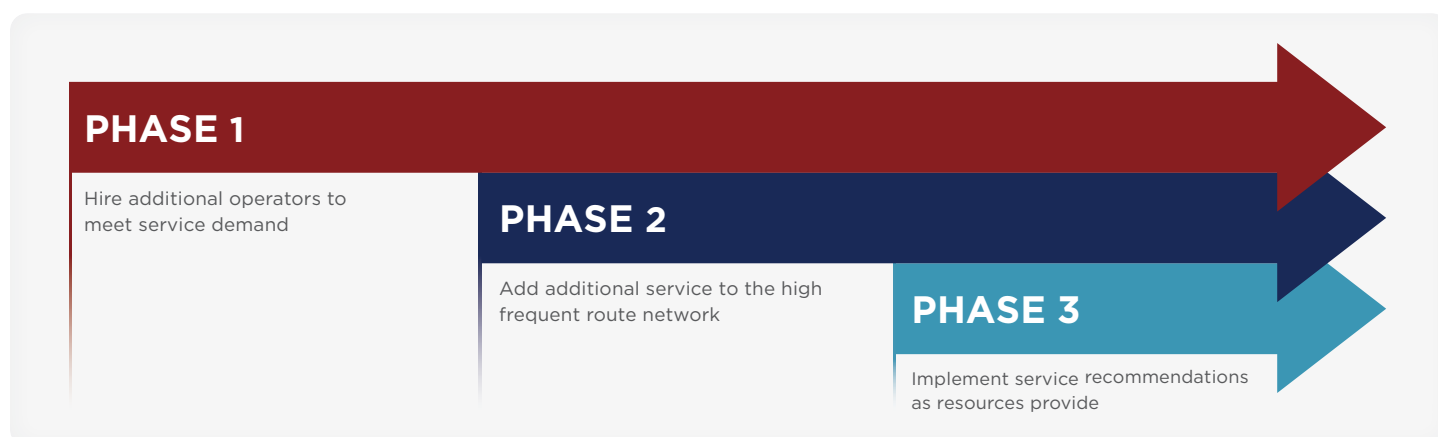 PHASE 1
Hire additional operators to
meet service demand
PHASE 2
Add additional service to the high
frequent route network
PHASE 3
Implement service recommendations
as resources provide